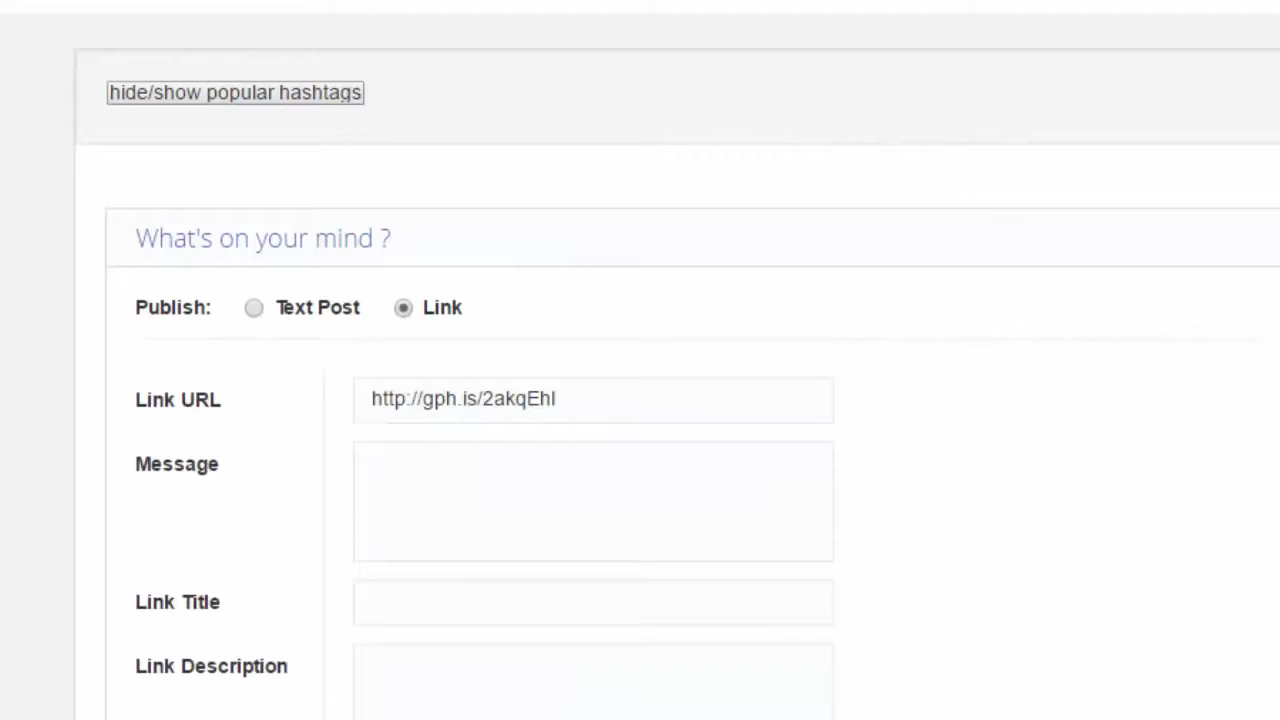 hide/show popular hashtags
What's on your mind ?
Publish: Text Post Link
Link URL http://gph.is/2akqEhI
Message
Link Title
Link Description